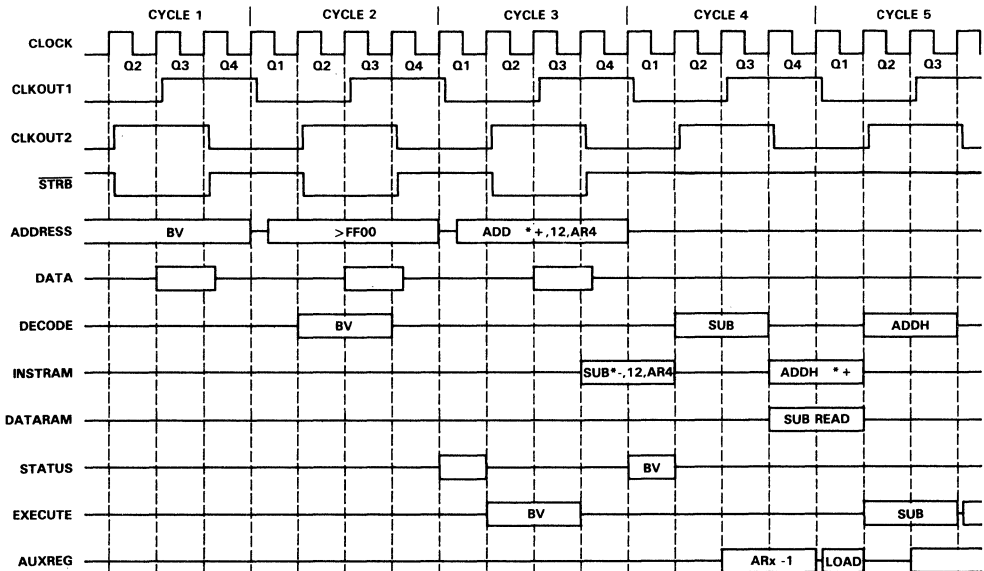 CYCLE 1 CYCLE 2 CYCLE 3 CYCLE 4 CYCLE 5
CLOCK
Q2 Q3 Q4 Q1 Q2 Q3 Q4 Q1 Q2 Q3 Q4 Q1 Q2 Q3 Q4 Q1 Q2 Q3
CLKOUT1
CLKOUT2
STRB
ADDRESS BV >FF00 ADD *+,12,AR4
DATA
DECODE BV SUB ADDH
INSTRAM SUB*-,12,AR4 ADDH *+
DATARAM SUB READ
STATUS BV
EXECUTE BV SUB
AUXREG ARx -1 LOAD